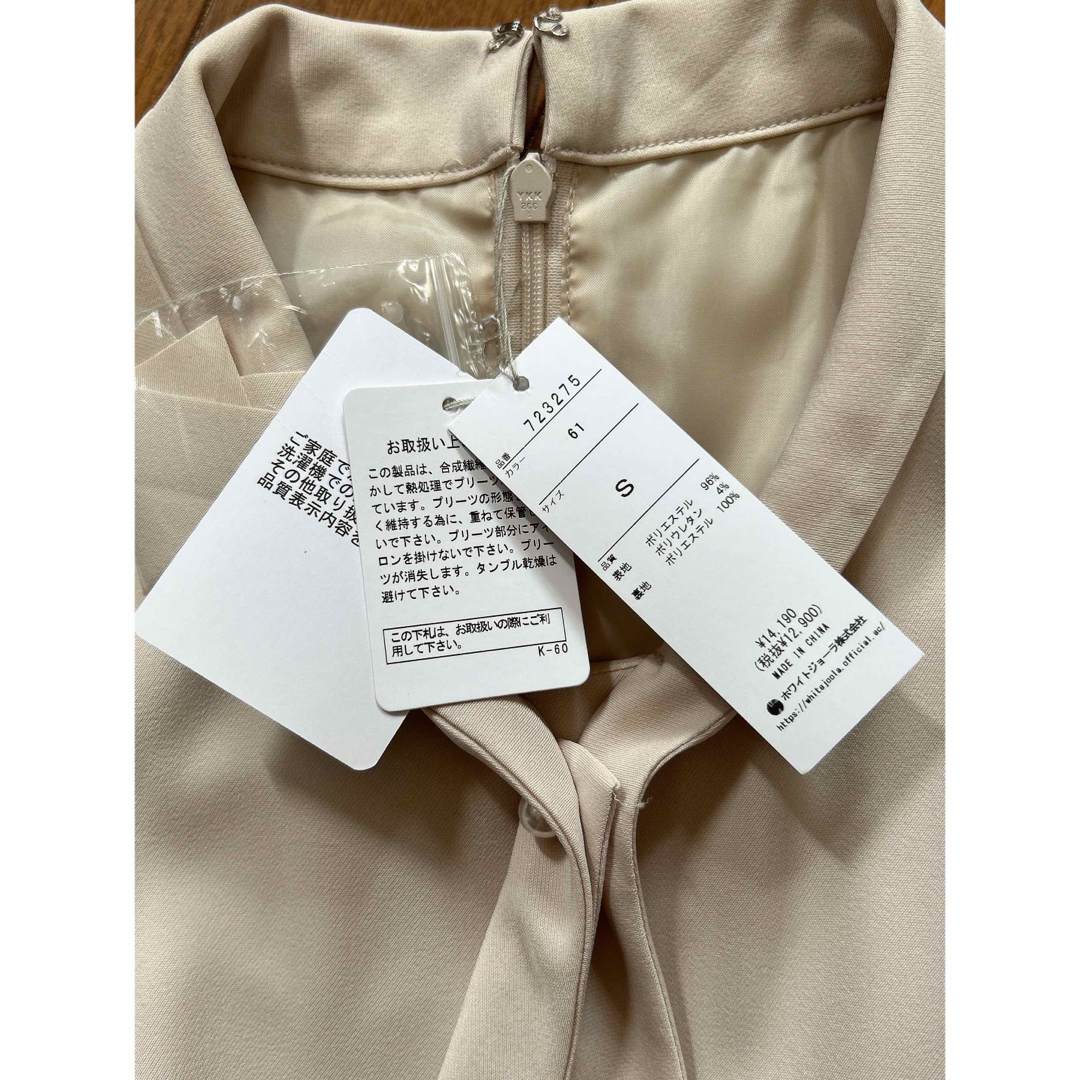 YKK
ご家庭で
洗濯機での
その他取り扱
品質表示内容を
お取扱い上
この製品は、合成繊維
かして熱処理でプリーツ
ています。プリーツの形態
く維持する為に、重ねて保管
いで下さい。プリーツ部分にアイ
ロンを掛けないで下さい。プリー
ツが消失します。タンブル乾燥は
避けて下さい。
この下札は、お取扱いの際にご利
用して下さい。
K-60
品番 723275
カラー 61
サイズ S
品質
表地 ポリエステル 96%
ポリウレタン 4%
裏地 ポリエステル 100%
¥14,190
(税抜¥12,900)
MADE IN CHINA
ホワイトジョーラ株式会社
https://whitejoola.official.ec/